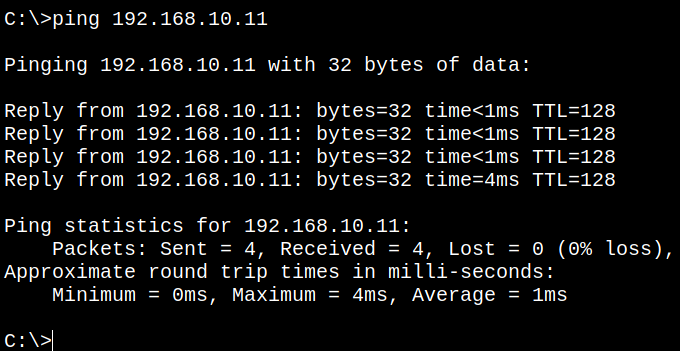 C:\>ping 192.168.10.11
Pinging 192.168.10.11 with 32 bytes of data:
Reply from 192.168.10.11: bytes=32 time<1ms TTL=128
Reply from 192.168.10.11: bytes=32 time<1ms TTL=128
Reply from 192.168.10.11: bytes=32 time<1ms TTL=128
Reply from 192.168.10.11: bytes=32 time=4ms TTL=128
Ping statistics for 192.168.10.11:
    Packets: Sent = 4, Received = 4, Lost = 0 (0% loss),
Approximate round trip times in milli-seconds:
    Minimum = 0ms, Maximum = 4ms, Average = 1ms
C:\>